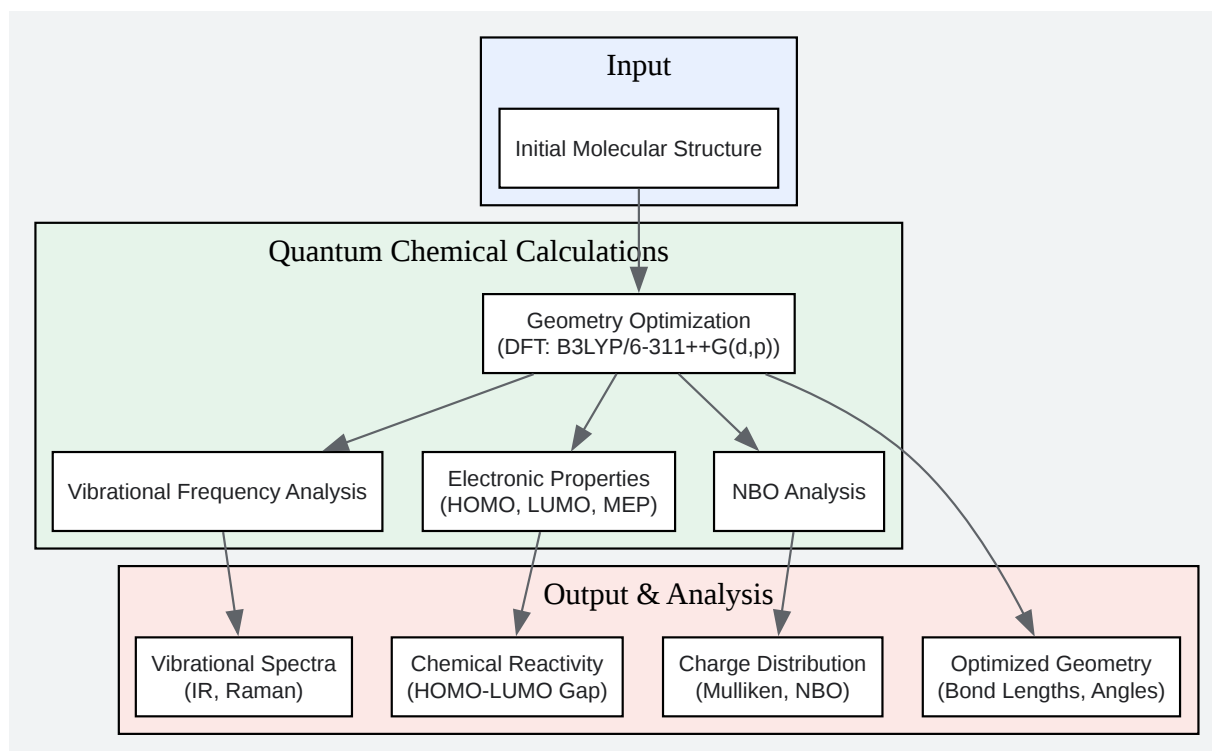 Input
Initial Molecular Structure
Quantum Chemical Calculations
Geometry Optimization
(DFT: B3LYP/6-311++G(d,p))
Vibrational Frequency Analysis
Electronic Properties
(HOMO, LUMO, MEP)
NBO Analysis
Output & Analysis
Vibrational Spectra
(IR, Raman)
Chemical Reactivity
(HOMO-LUMO Gap)
Charge Distribution
(Mulliken, NBO)
Optimized Geometry
(Bond Lengths, Angles)